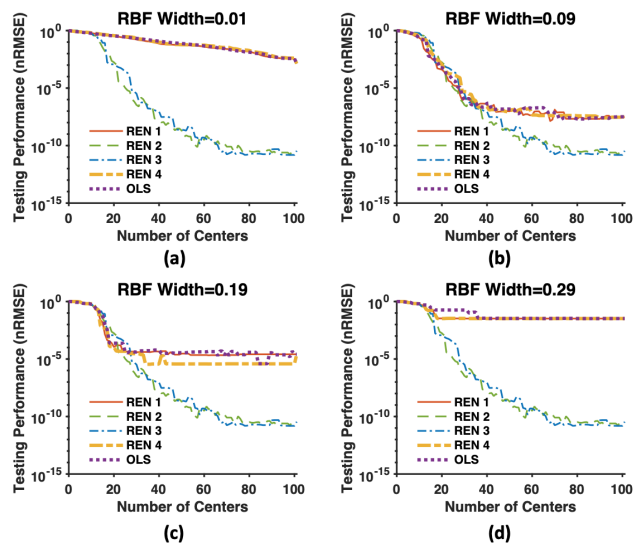 RBF Width=0.01
Testing Performance (nRMSE)
10^0
10^-5
10^-10
10^-15
REN 1
REN 2
REN 3
REN 4
OLS
0 20 40 60 80 100
Number of Centers
(a)
RBF Width=0.09
Testing Performance (nRMSE)
10^0
10^-5
10^-10
10^-15
REN 1
REN 2
REN 3
REN 4
OLS
0 20 40 60 80 100
Number of Centers
(b)
RBF Width=0.19
Testing Performance (nRMSE)
10^0
10^-5
10^-10
10^-15
REN 1
REN 2
REN 3
REN 4
OLS
0 20 40 60 80 100
Number of Centers
(c)
RBF Width=0.29
Testing Performance (nRMSE)
10^0
10^-5
10^-10
10^-15
REN 1
REN 2
REN 3
REN 4
OLS
0 20 40 60 80 100
Number of Centers
(d)